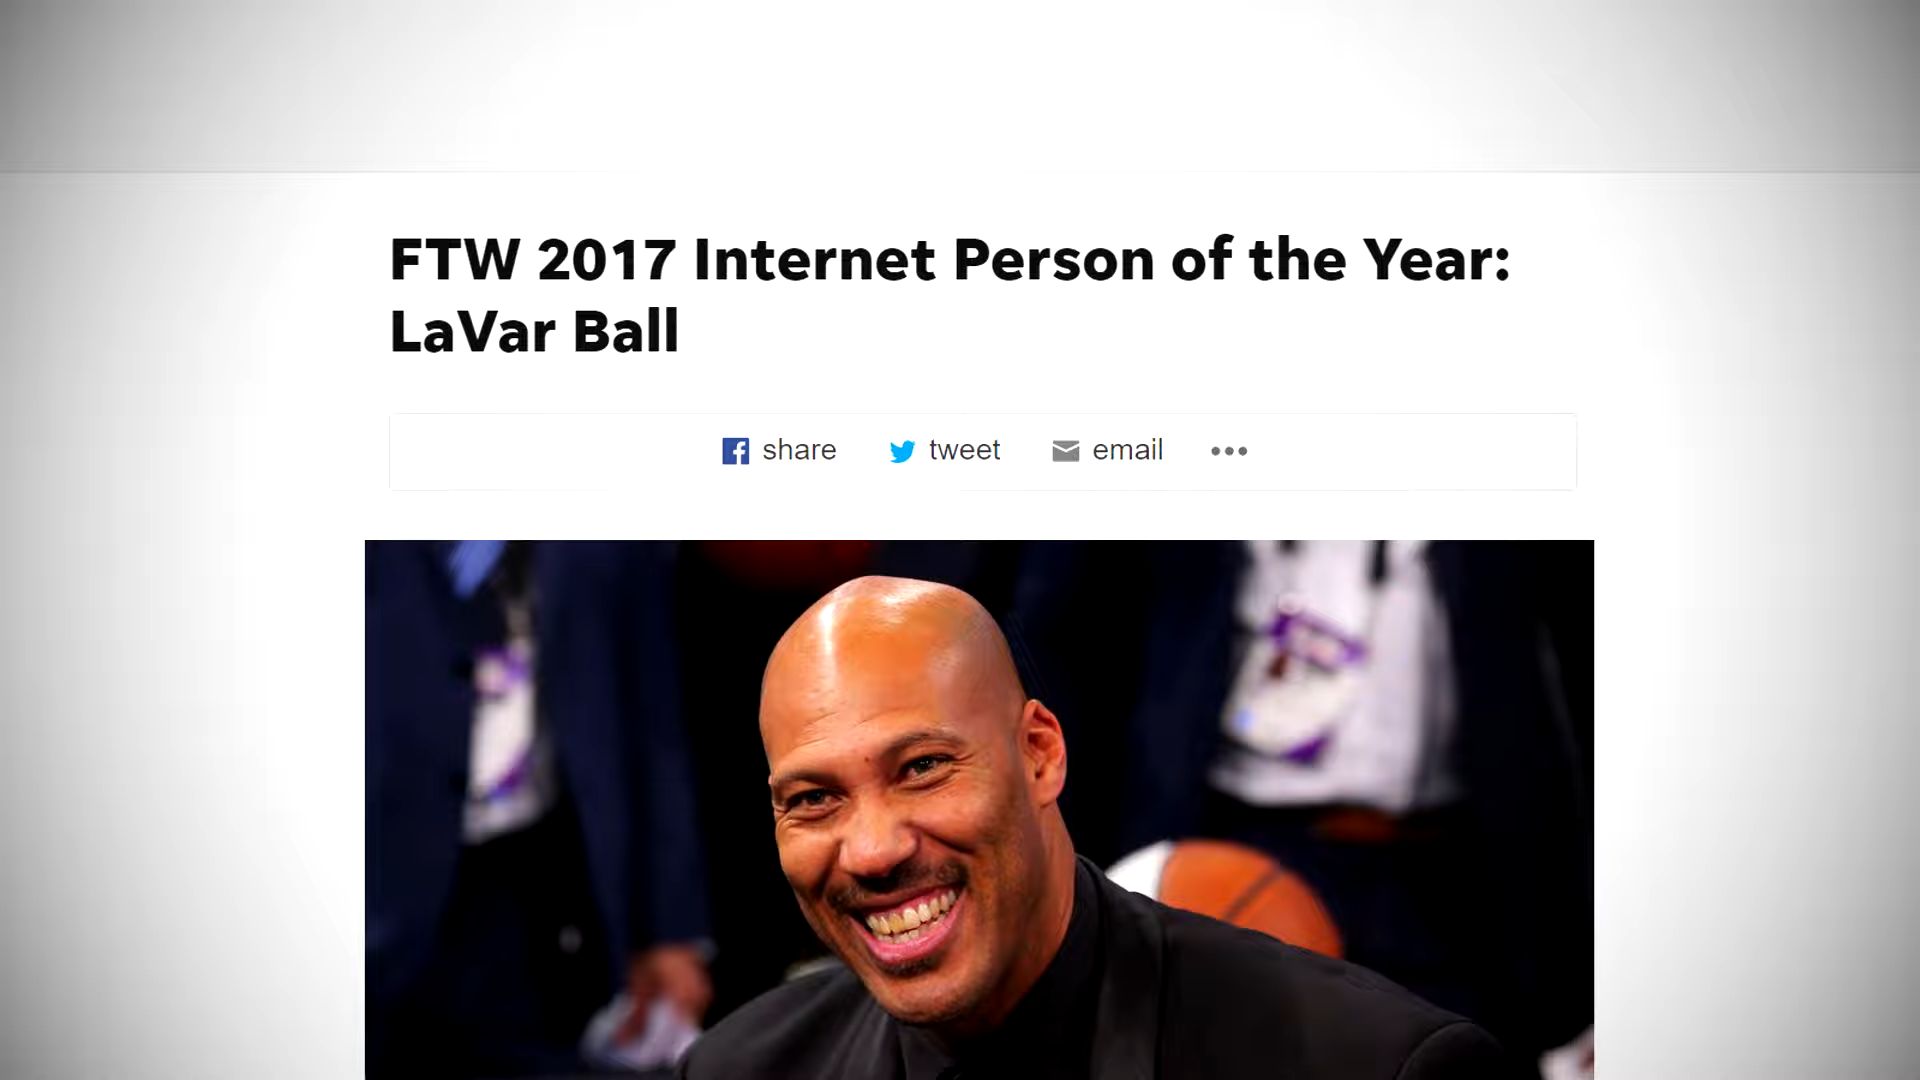 FTW 2017 Internet Person of the Year:
LaVar Ball
share tweet email